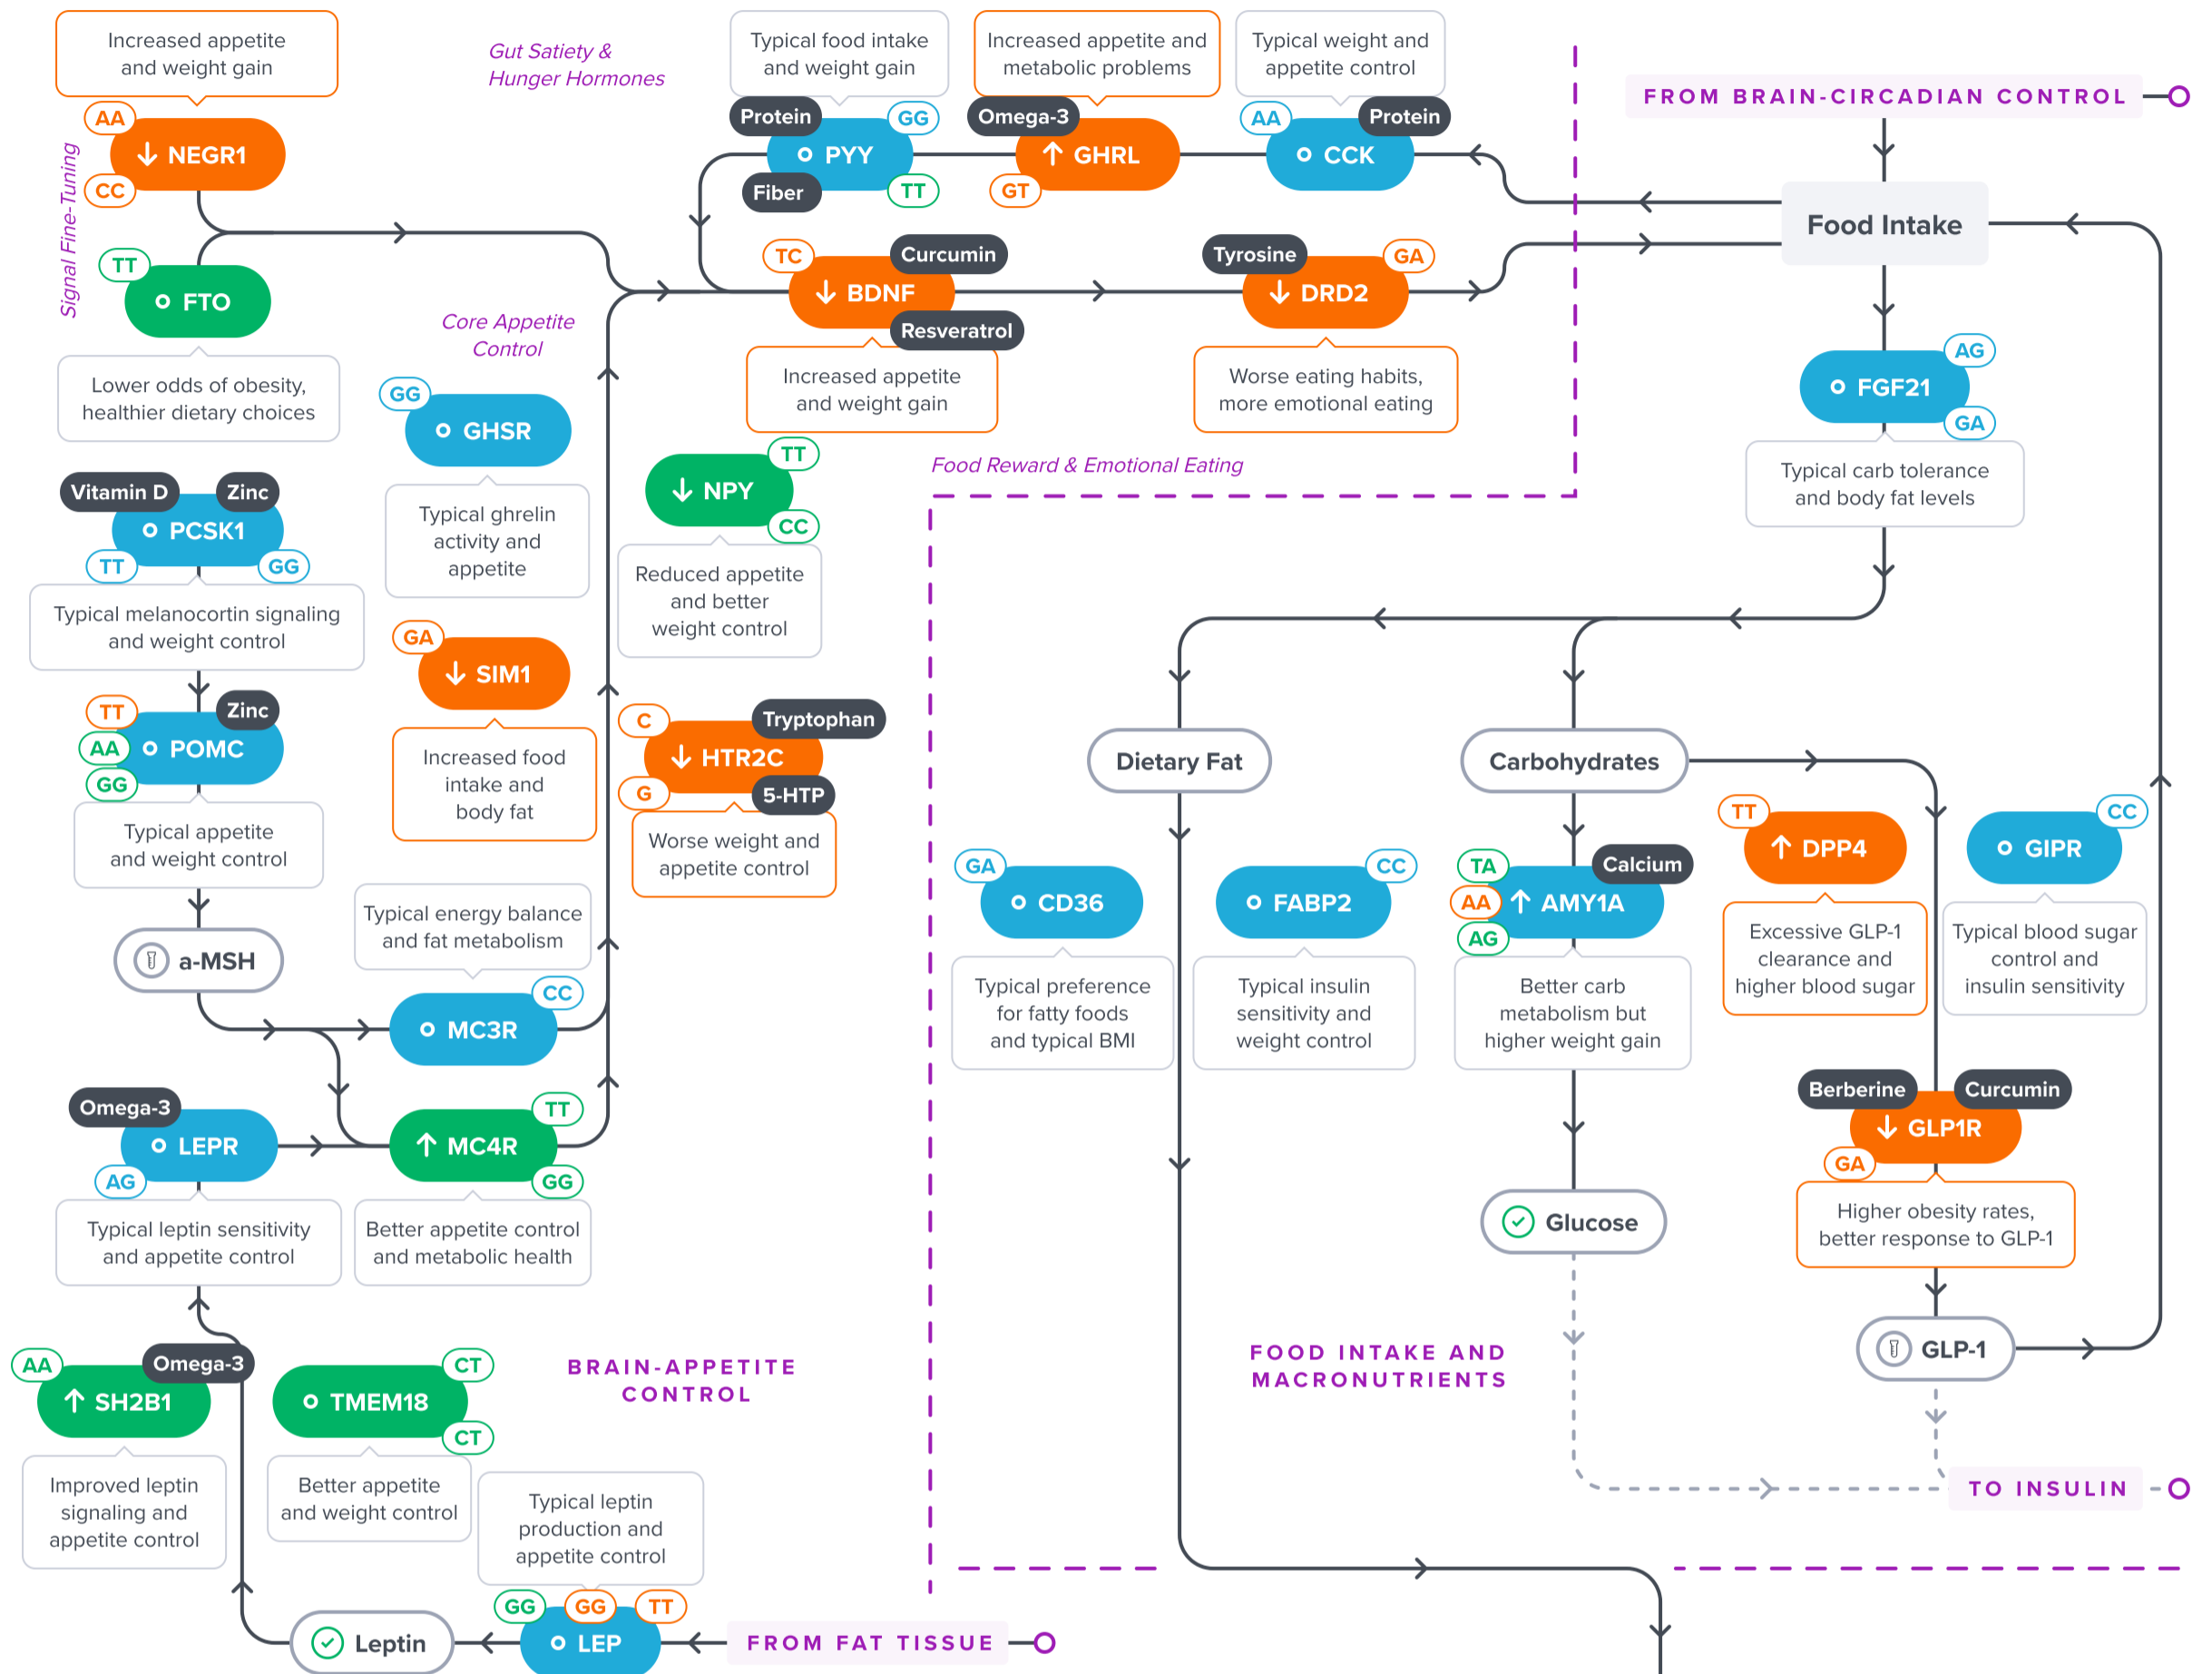 Increased appetite
and weight gain
AA
NEGR1
CC
Signal Fine-Tuning
TT
FTO
Lower odds of obesity,
healthier dietary choices
Gut Satiety &
Hunger Hormones
Typical food intake
and weight gain
Protein
GG
PYY
Fiber
TT
Increased appetite and
metabolic problems
Omega-3
GHRL
GT
Typical weight and
appetite control
AA
Protein
CCK
FROM BRAIN-CIRCADIAN CONTROL
Food Intake
TC
Curcumin
BDNF
Resveratrol
Increased appetite
and weight gain
Tyrosine
GA
DRD2
Worse eating habits,
more emotional eating
Food Reward & Emotional Eating
AG
FGF21
GA
Typical carb tolerance
and body fat levels
Core Appetite
Control
GG
GHSR
Typical ghrelin
activity and
appetite
TT
NPY
CC
Reduced appetite
and better
weight control
Vitamin D
Zinc
PCSK1
TT
GG
Typical melanocortin signaling
and weight control
GA
SIM1
Increased food
intake and
body fat
TT
Zinc
AA
POMC
GG
Typical appetite
and weight control
C
Tryptophan
HTR2C
G
5-HTP
Worse weight and
appetite control
a-MSH
Typical energy balance
and fat metabolism
CC
MC3R
Omega-3
LEPR
AG
Typical leptin sensitivity
and appetite control
TT
MC4R
GG
Better appetite control
and metabolic health
AA
Omega-3
SH2B1
Improved leptin
signaling and
appetite control
CT
TMEM18
CT
Better appetite
and weight control
BRAIN-APPETITE
CONTROL
Typical leptin
production and
appetite control
GG
GG
TT
LEP
Leptin
FROM FAT TISSUE
Dietary Fat
Carbohydrates
GA
CD36
Typical preference
for fatty foods
and typical BMI
CC
FABP2
Typical insulin
sensitivity and
weight control
TA
Calcium
AA
AMY1A
AG
Better carb
metabolism but
higher weight gain
TT
DPP4
Excessive GLP-1
clearance and
higher blood sugar
CC
GIPR
Typical blood sugar
control and
insulin sensitivity
Berberine
Curcumin
GLP1R
GA
Higher obesity rates,
better response to GLP-1
Glucose
GLP-1
FOOD INTAKE AND
MACRONUTRIENTS
TO INSULIN